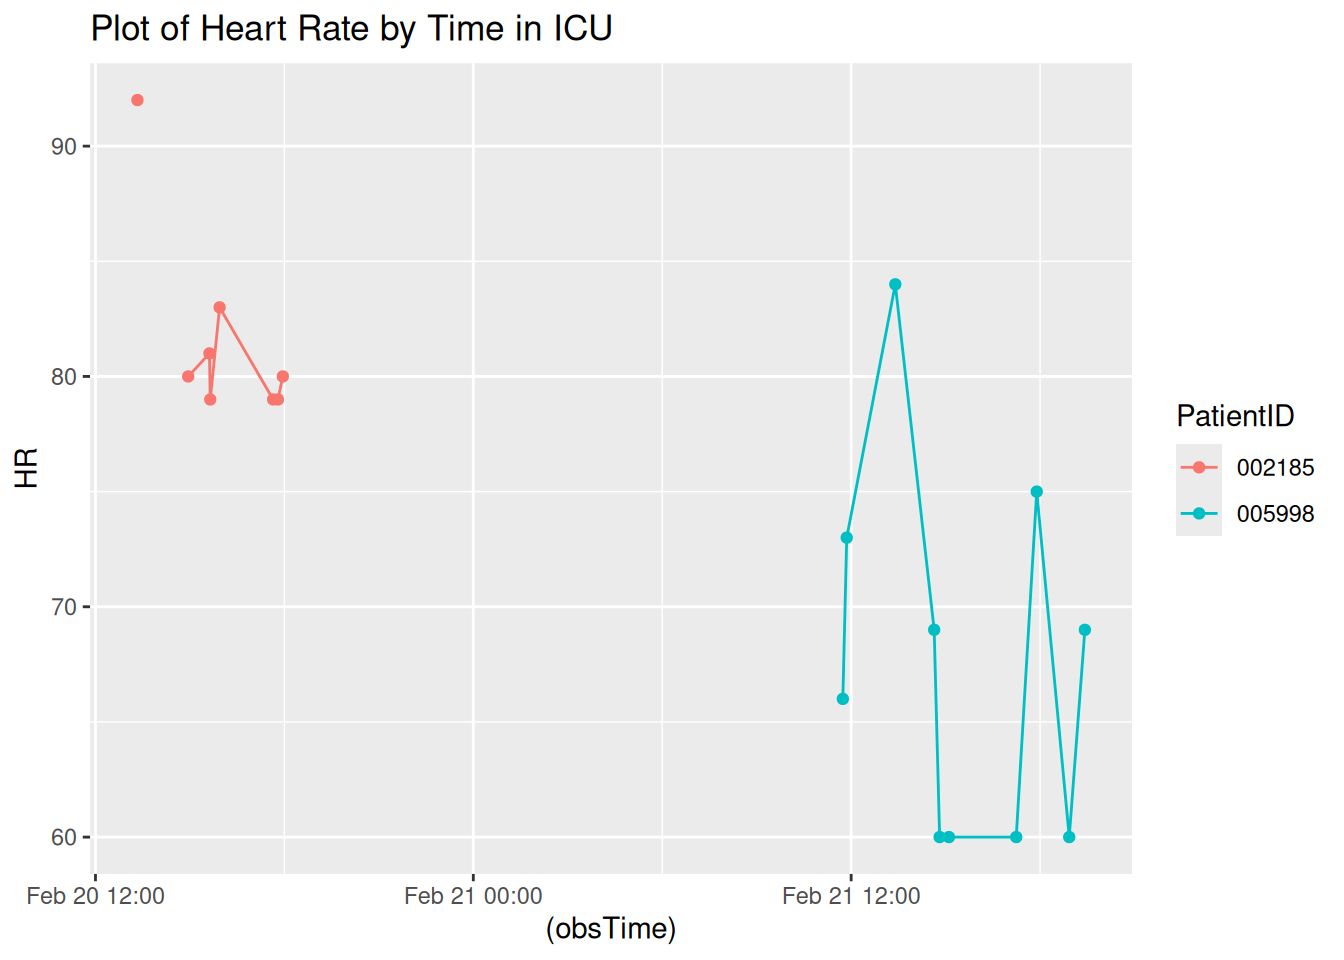 Plot of Heart Rate by Time in ICU
90
80
70
60
HR
Feb 20 12:00
Feb 21 00:00
Feb 21 12:00
(obsTime)
PatientID
002185
005998